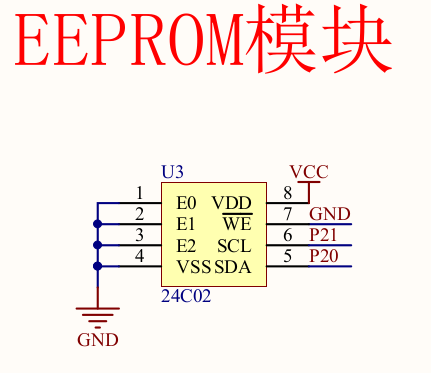 EEPROM模块
U3
VCC
1 E0 VDD 8
2 E1 WE 7 GND
3 E2 SCL 6 P21
4 VSS SDA 5 P20
24C02
GND